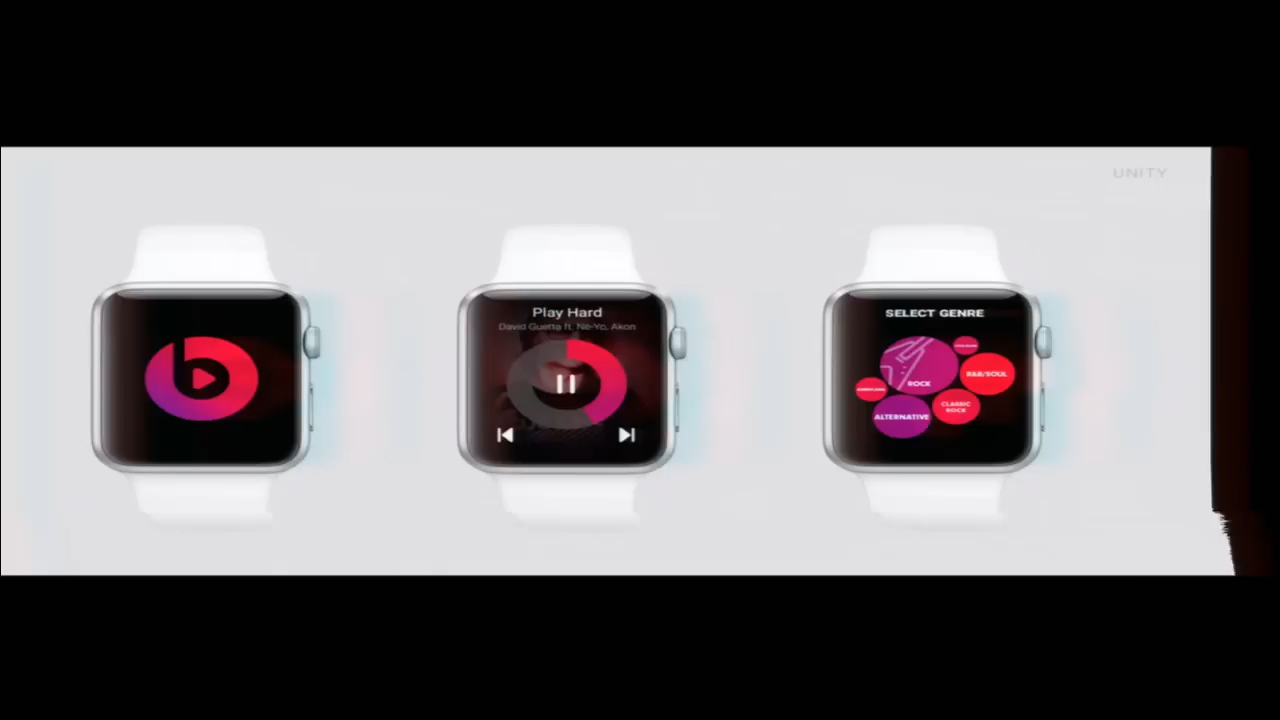 UNITY
Play Hard
David Guetta ft. Ne-Yo, Akon
SELECT GENRE
ROCK
R&B/SOUL
CLASSIC
ROCK
ALTERNATIVE